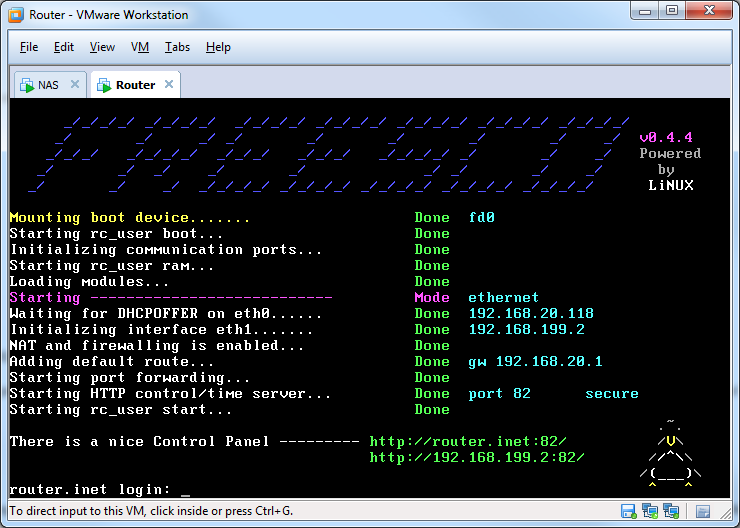 Router - VMware Workstation
File Edit View VM Tabs Help
NAS Router
FREESCO
v0.4.4
Powered
by
LiNUX
Mounting boot device....... Done fd0
Starting rc_user boot... Done
Initializing communication ports... Done
Starting rc_user ram... Done
Loading modules... Done
Starting --------------------------- Mode ethernet
Waiting for DHCPOFFER on eth0...... Done 192.168.20.118
Initializing interface eth1....... Done 192.168.199.2
NAT and firewalling is enabled... Done
Adding default route... Done gw 192.168.20.1
Starting port forwarding... Done
Starting HTTP control/time server... Done port 82 secure
Starting rc_user start... Done
There is a nice Control Panel --------- http://router.inet:82/
http://192.168.199.2:82/
router.inet login: _
To direct input to this VM, click inside or press Ctrl+G.